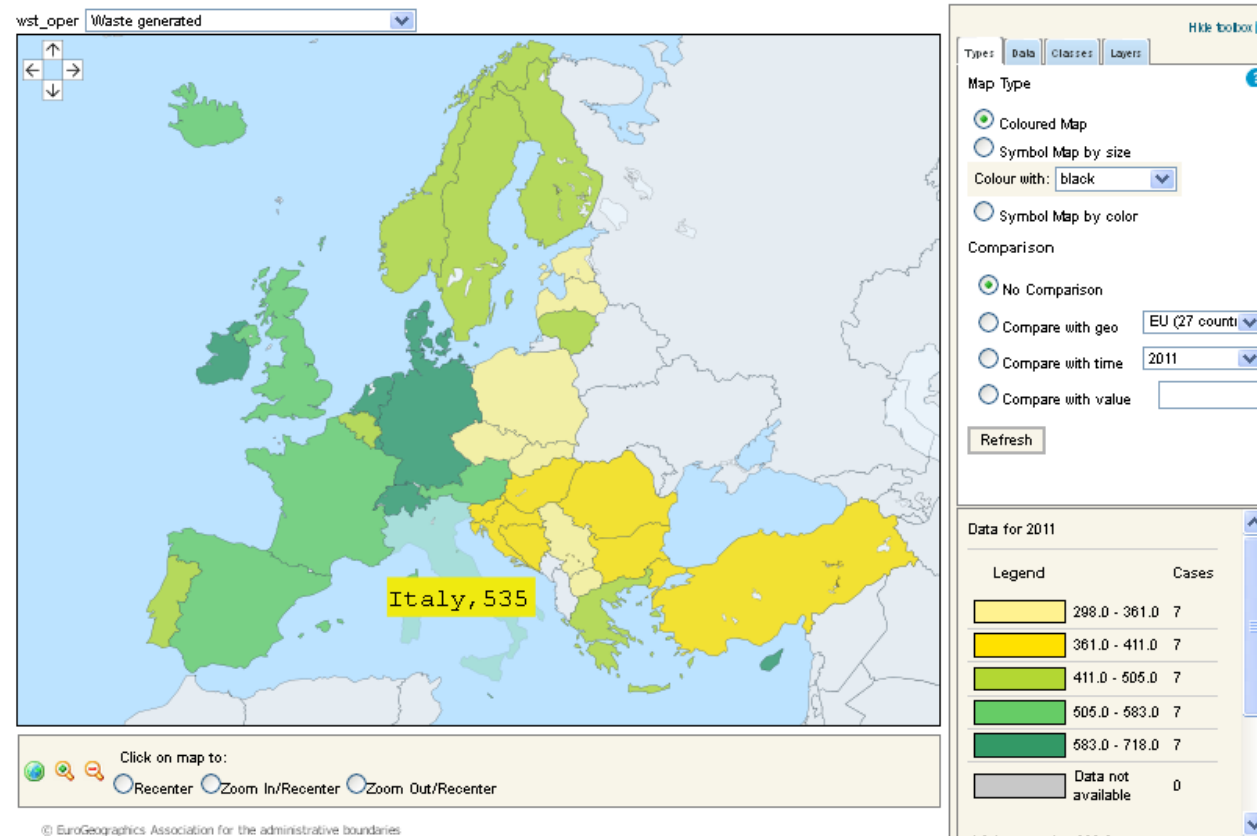 wst_oper Waste generated
Hide toolbox
Types Data Classes Layers
Map Type
Coloured Map
Symbol Map by size
Colour with: black
Symbol Map by color
Comparison
No Comparison
Compare with geo EU (27 countr
Compare with time 2011
Compare with value
Refresh
Italy,535
Data for 2011
Legend Cases
298.0 - 361.0 7
361.0 - 411.0 7
411.0 - 505.0 7
505.0 - 583.0 7
583.0 - 718.0 7
Data not
available 0
Click on map to:
Recenter Zoom In/Recenter Zoom Out/Recenter
© EuroGeographics Association for the administrative boundaries